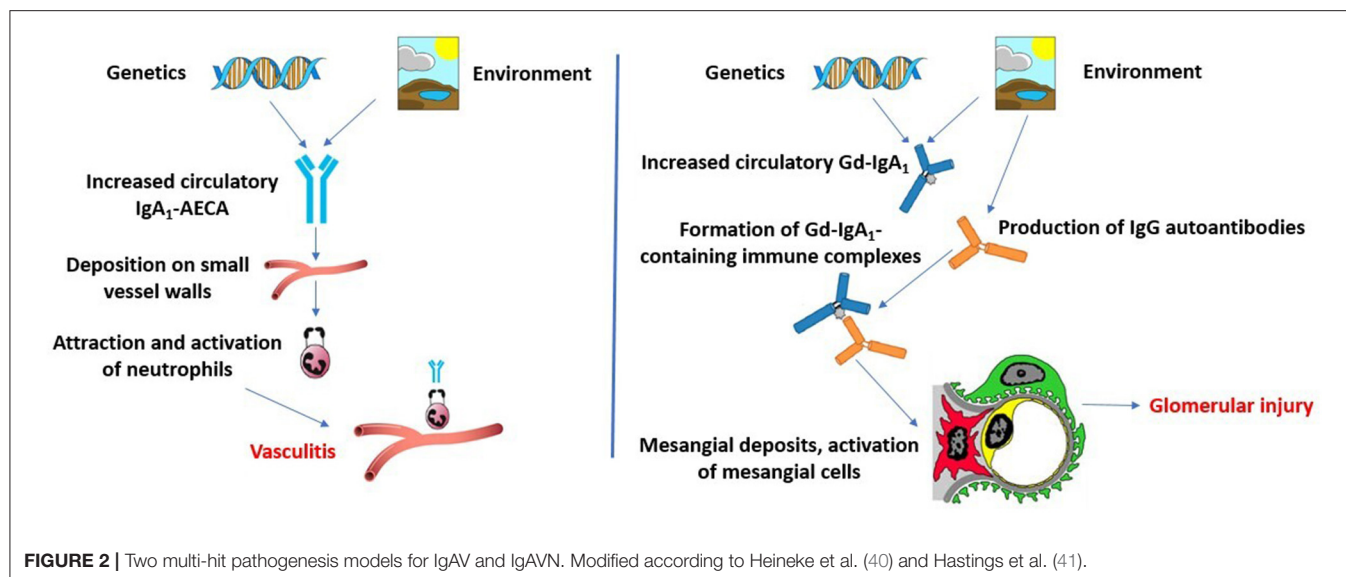 Genetics
Environment
Increased circulatory
IgA₁-AECA
Deposition on small
vessel walls
Attraction and activation
of neutrophils
Vasculitis
Genetics
Environment
Increased circulatory Gd-IgA₁
Formation of Gd-IgA₁-
containing immune complexes
Production of IgG autoantibodies
Mesangial deposits, activation
of mesangial cells
Glomerular injury
FIGURE 2 | Two multi-hit pathogenesis models for IgAV and IgAVN. Modified according to Heineke et al. (40) and Hastings et al. (41).